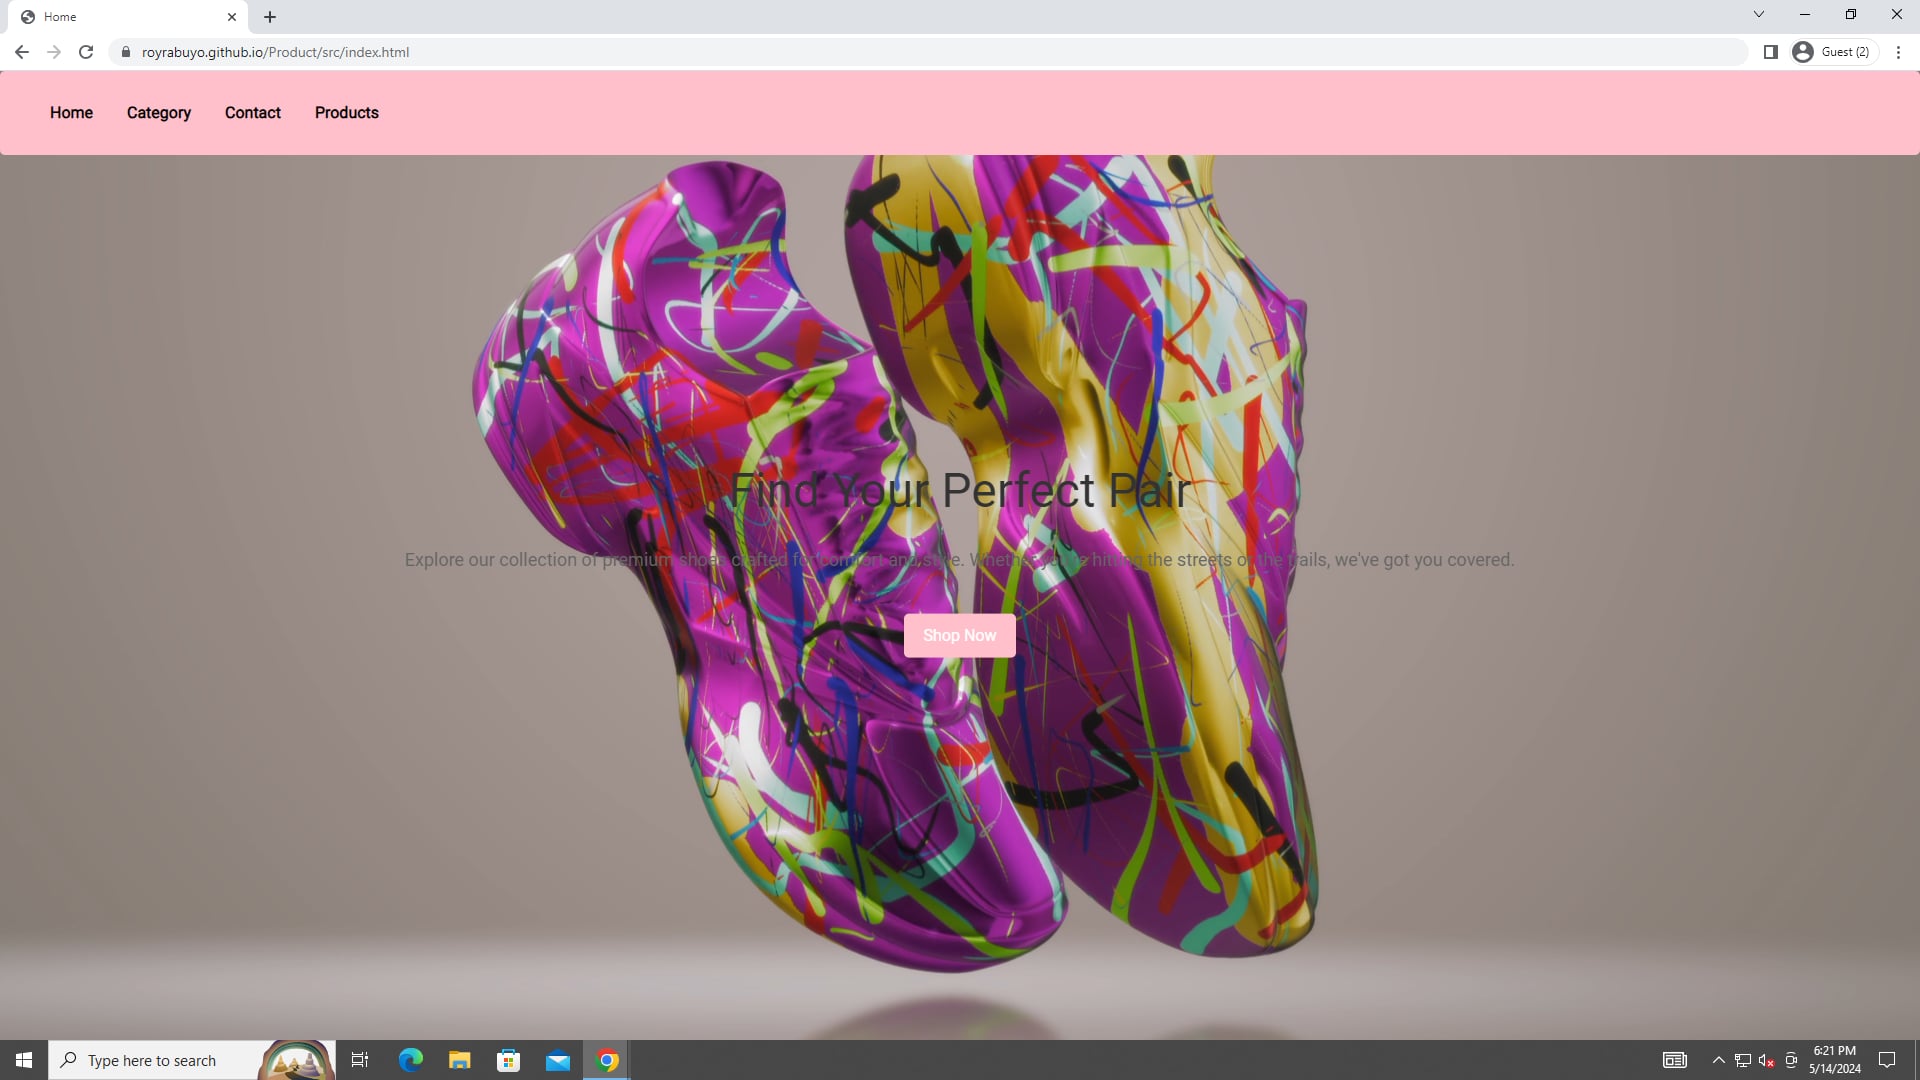 Home
royrabuyo.github.io/Product/src/index.html
Guest (2)
Home Category Contact Products
Find Your Perfect Pair
Explore our collection of premium shoes crafted for comfort and style. Whether you're hitting the streets or the trails, we've got you covered.
Shop Now
Type here to search
6:21 PM
5/14/2024